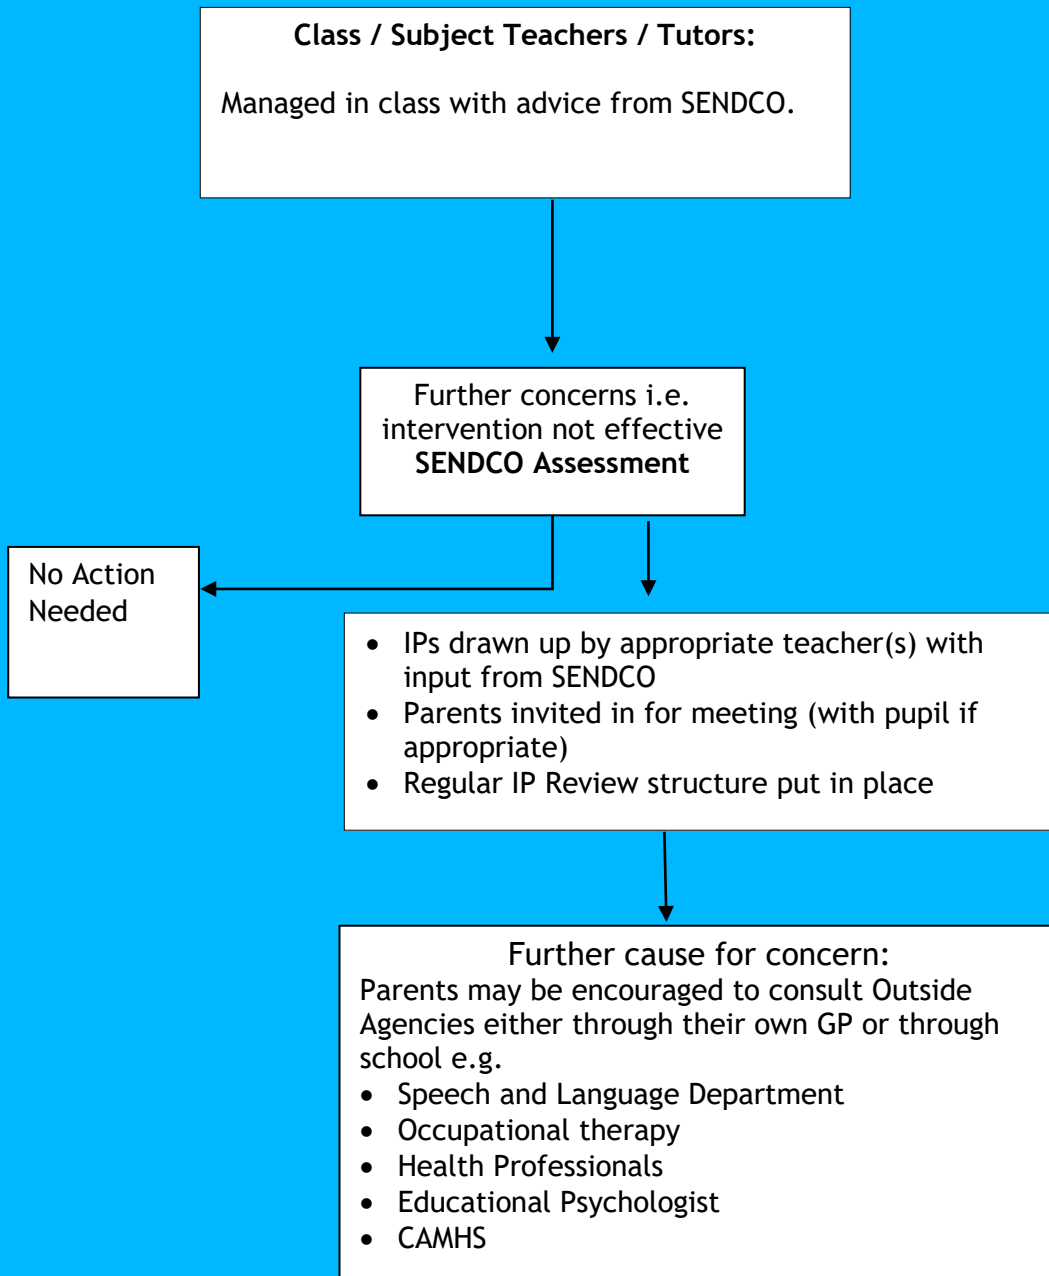 Class / Subject Teachers / Tutors:
Managed in class with advice from SENDCO.
Further concerns i.e.
intervention not effective
SENDCO Assessment
No Action
Needed
• IPs drawn up by appropriate teacher(s) with
input from SENDCO
• Parents invited in for meeting (with pupil if
appropriate)
• Regular IP Review structure put in place
Further cause for concern:
Parents may be encouraged to consult Outside
Agencies either through their own GP or through
school e.g.
• Speech and Language Department
• Occupational therapy
• Health Professionals
• Educational Psychologist
• CAMHS